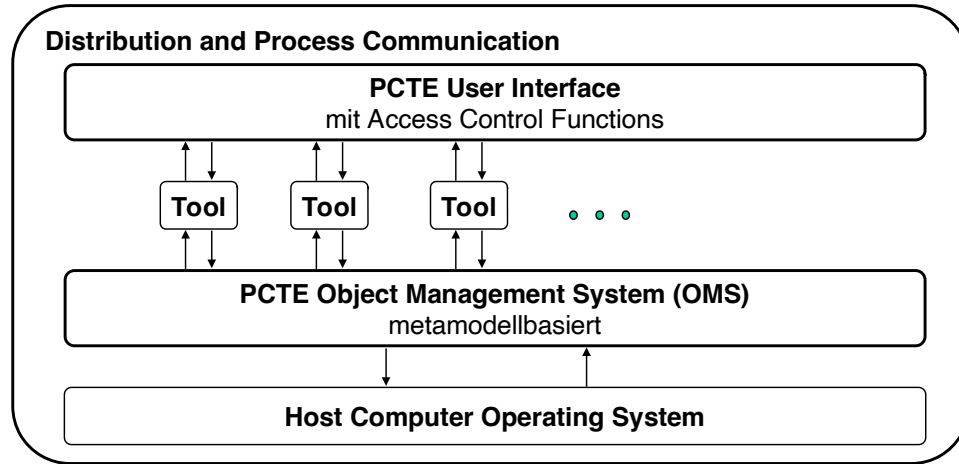 Distribution and Process Communication
PCTE User Interface
mit Access Control Functions
Tool Tool Tool
PCTE Object Management System (OMS)
metamodellbasiert
Host Computer Operating System